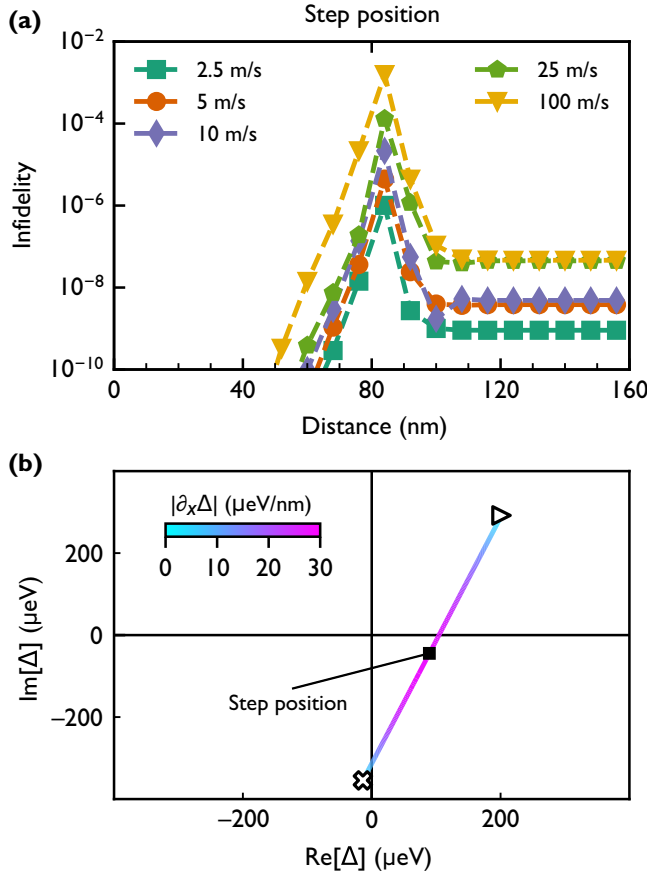 (a)
Step position
10⁻²
10⁻⁴
10⁻⁶
10⁻⁸
10⁻¹⁰
Infidelity
2.5 m/s
5 m/s
10 m/s
25 m/s
100 m/s
0 40 80 120 160
Distance (nm)
(b)
|∂ₓΔ| (µeV/nm)
0 10 20 30
200
0
−200
Im[Δ] (µeV)
Step position
−200 0 200
Re[Δ] (µeV)